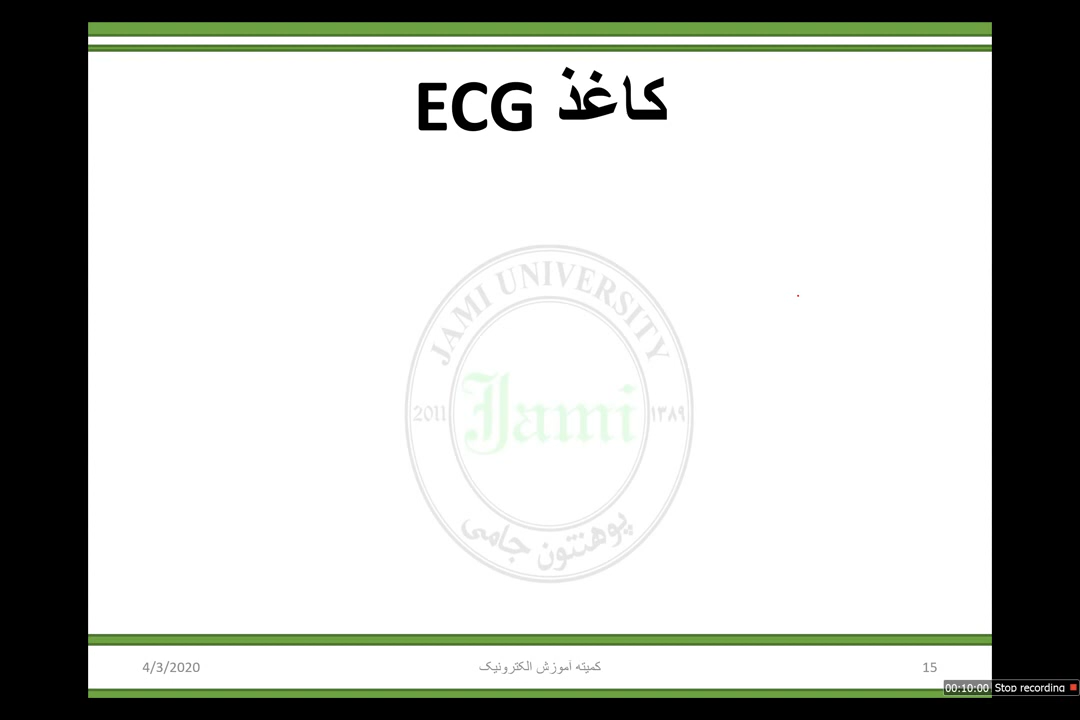 کاغذ ECG
JAMI UNIVERSITY
2011 Jami ۱۳۸۹
پوهنتون جامی
4/3/2020 کمیته آموزش الکترونیک 15
00:10:00 Stop recording